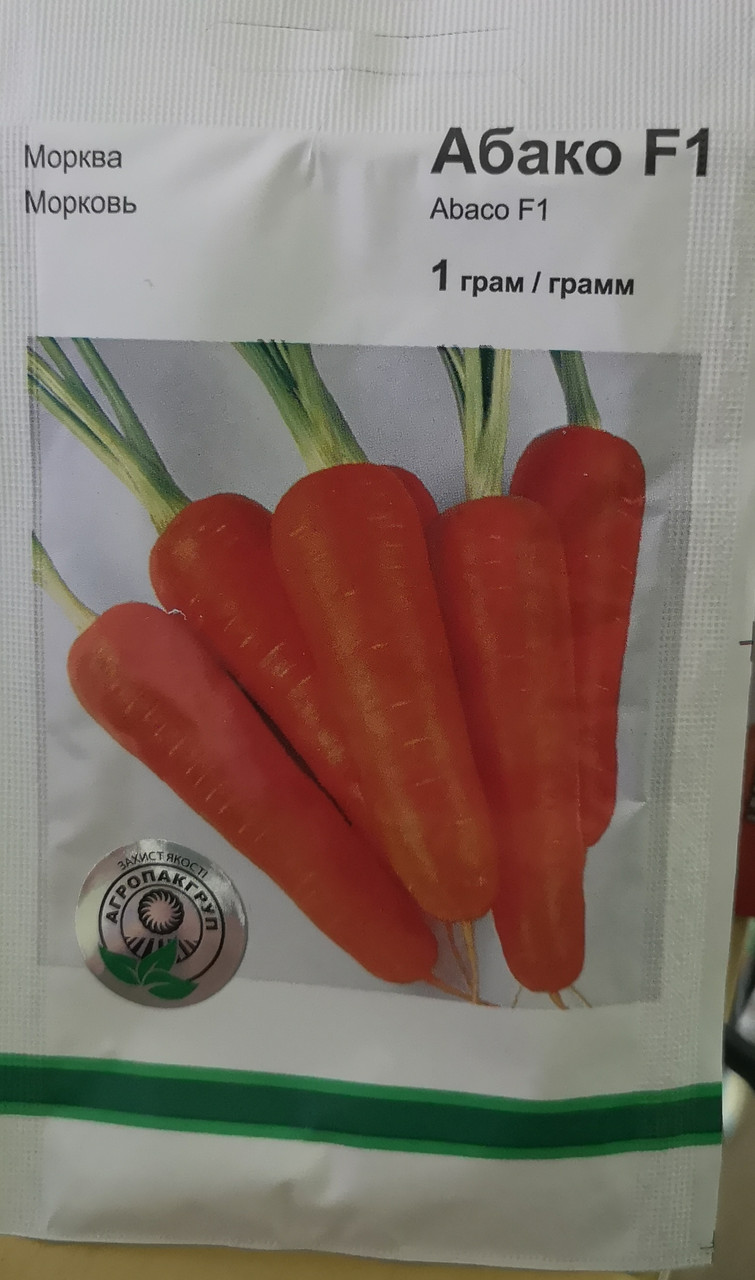 Морква
Морковь
Абако F1
Abaco F1
1 грам / грамм
ЗАХИСТ ЯКОСТІ
АГРОПАКГРУП